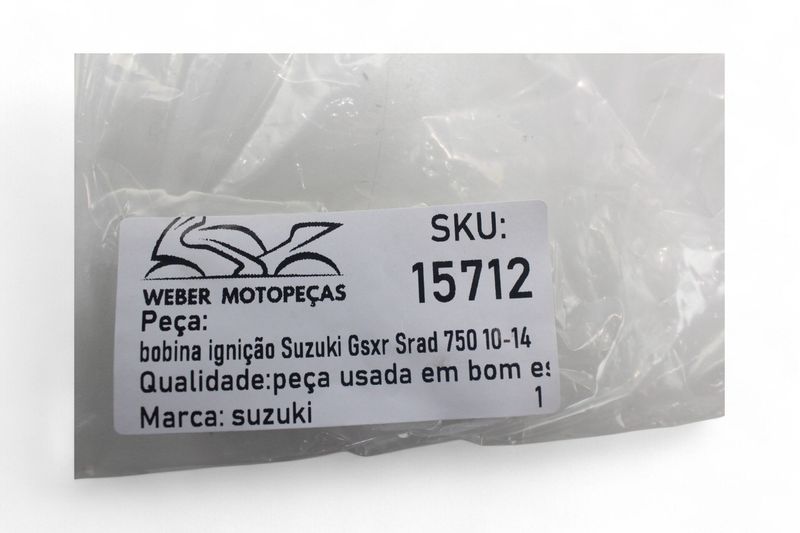 SKU:
15712
WEBER MOTOPEÇAS
Peça:
bobina ignição Suzuki Gsxr Srad 750 10-14
Qualidade:peça usada em bom
1
Marca: suzuki